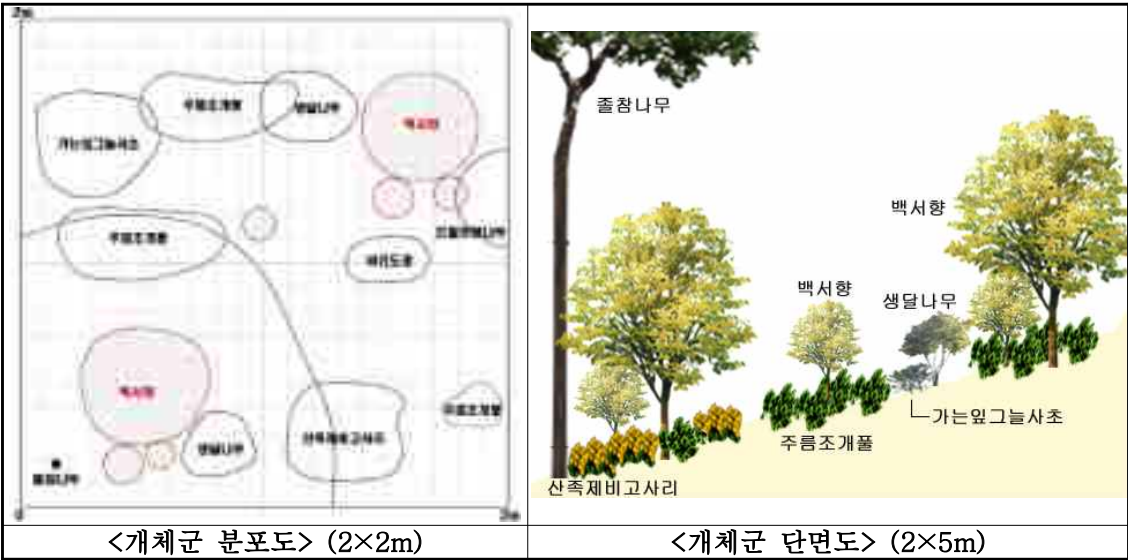 2m
주름조개풀
생달나무
백서향
가는잎그늘사초
주름조개풀
백서향
생달나무
산족제비고사리
주름조개풀
0
2m
졸참나무
백서향
백서향
생달나무
가는잎그늘사초
주름조개풀
산족제비고사리
<개체군 분포도> (2×2m)
<개체군 단면도> (2×5m)